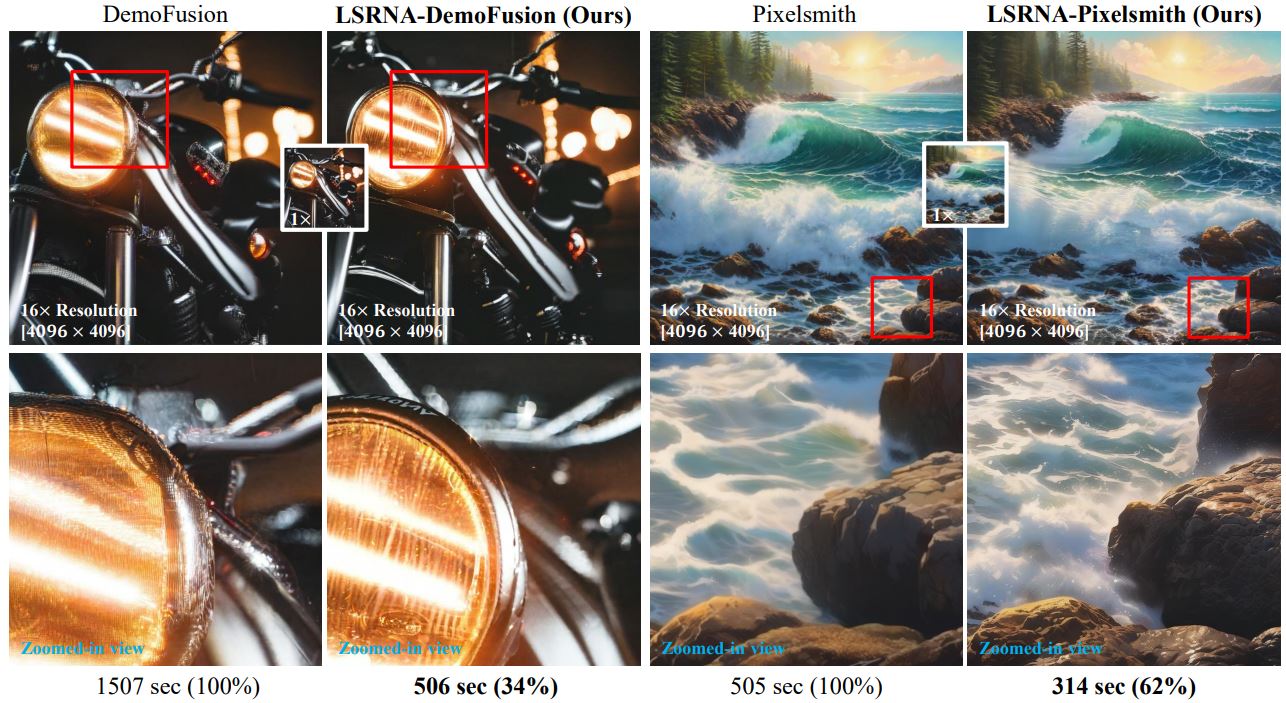 DemoFusion
LSRNA-DemoFusion (Ours)
Pixelsmith
LSRNA-Pixelsmith (Ours)
1×
1×
16× Resolution
[4096 × 4096]
16× Resolution
[4096 × 4096]
16× Resolution
[4096 × 4096]
16× Resolution
[4096 × 4096]
Zoomed-in view
Zoomed-in view
Zoomed-in view
Zoomed-in view
1507 sec (100%)
506 sec (34%)
505 sec (100%)
314 sec (62%)